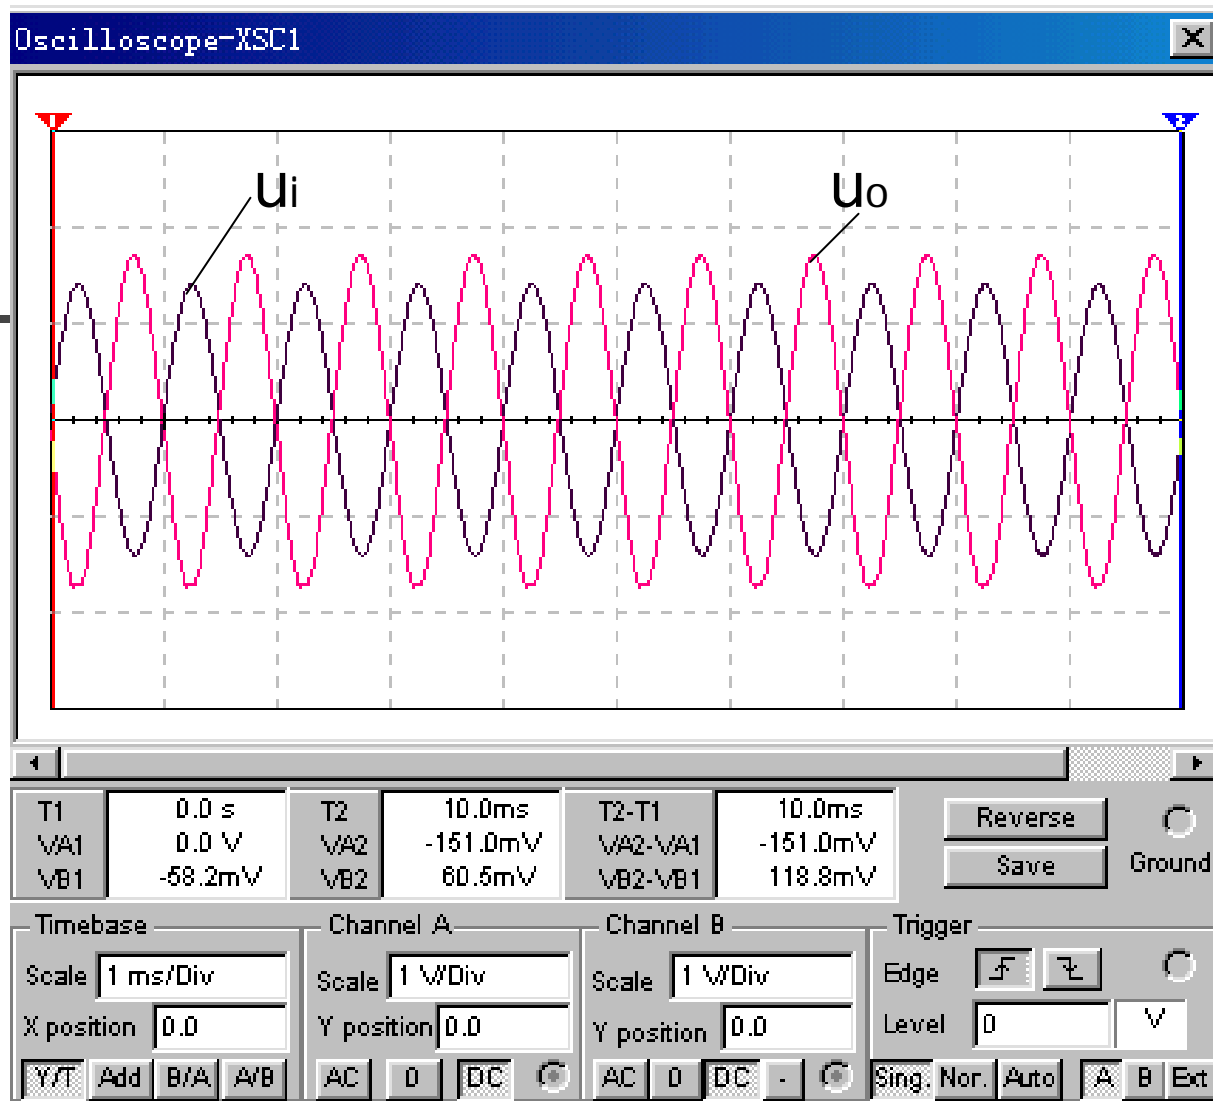 Oscilloscope-XSC1
1 2
ui uo
T1 0.0 s T2 10.0ms T2-T1 10.0ms
VA1 0.0 V VA2 -151.0mV VA2-VA1 -151.0mV
VB1 -58.2mV VB2 60.5mV VB2-VB1 118.8mV
Reverse
Save
Ground
Timebase
Scale 1 ms/Div
X position 0.0
Y/T Add B/A A/B
Channel A
Scale 1 V/Div
Y position 0.0
AC 0 DC
Channel B
Scale 1 V/Div
Y position 0.0
AC 0 DC -
Trigger
Edge
Level 0 V
Sing. Nor. Auto A B Ext